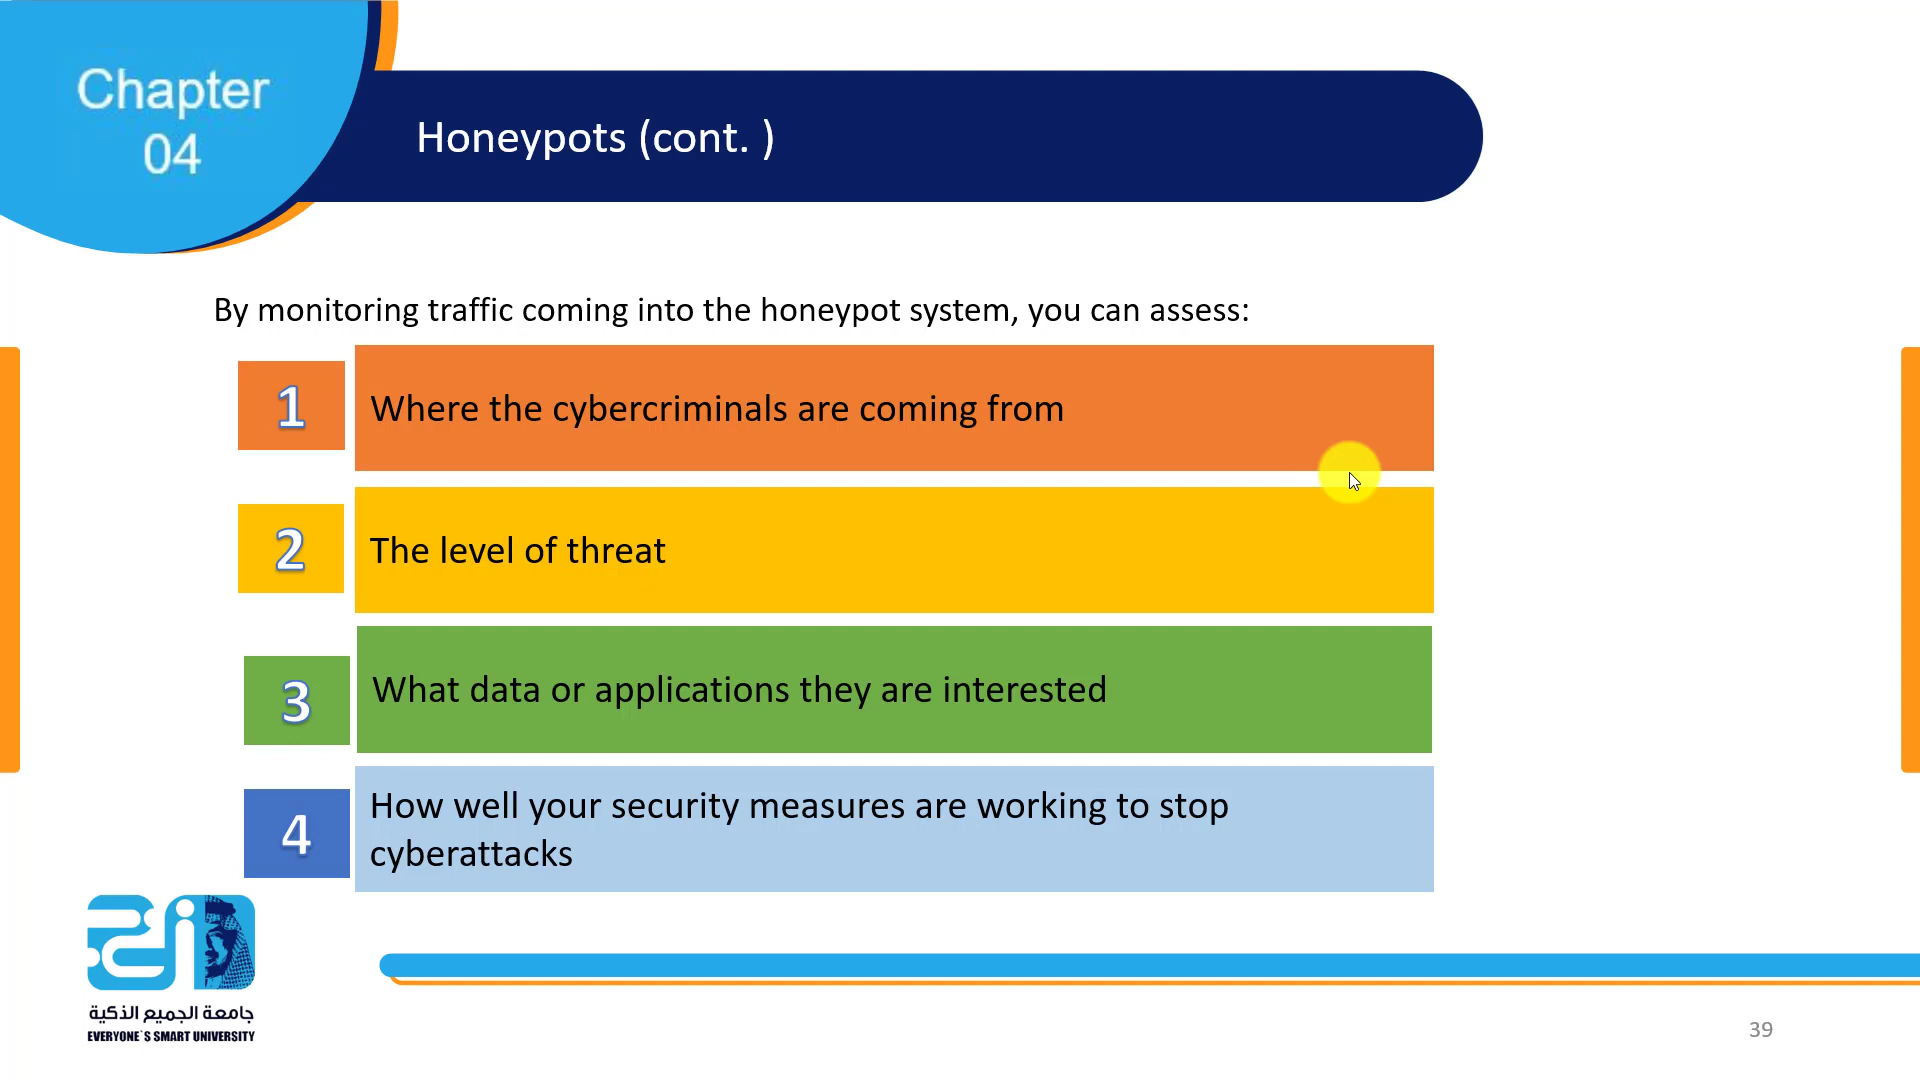 Chapter
04
Honeypots (cont. )
By monitoring traffic coming into the honeypot system, you can assess:
1
Where the cybercriminals are coming from
2
The level of threat
3
What data or applications they are interested
4
How well your security measures are working to stop
cyberattacks
جامعة الجميع الذكية
EVERYONE`S SMART UNIVERSITY
39